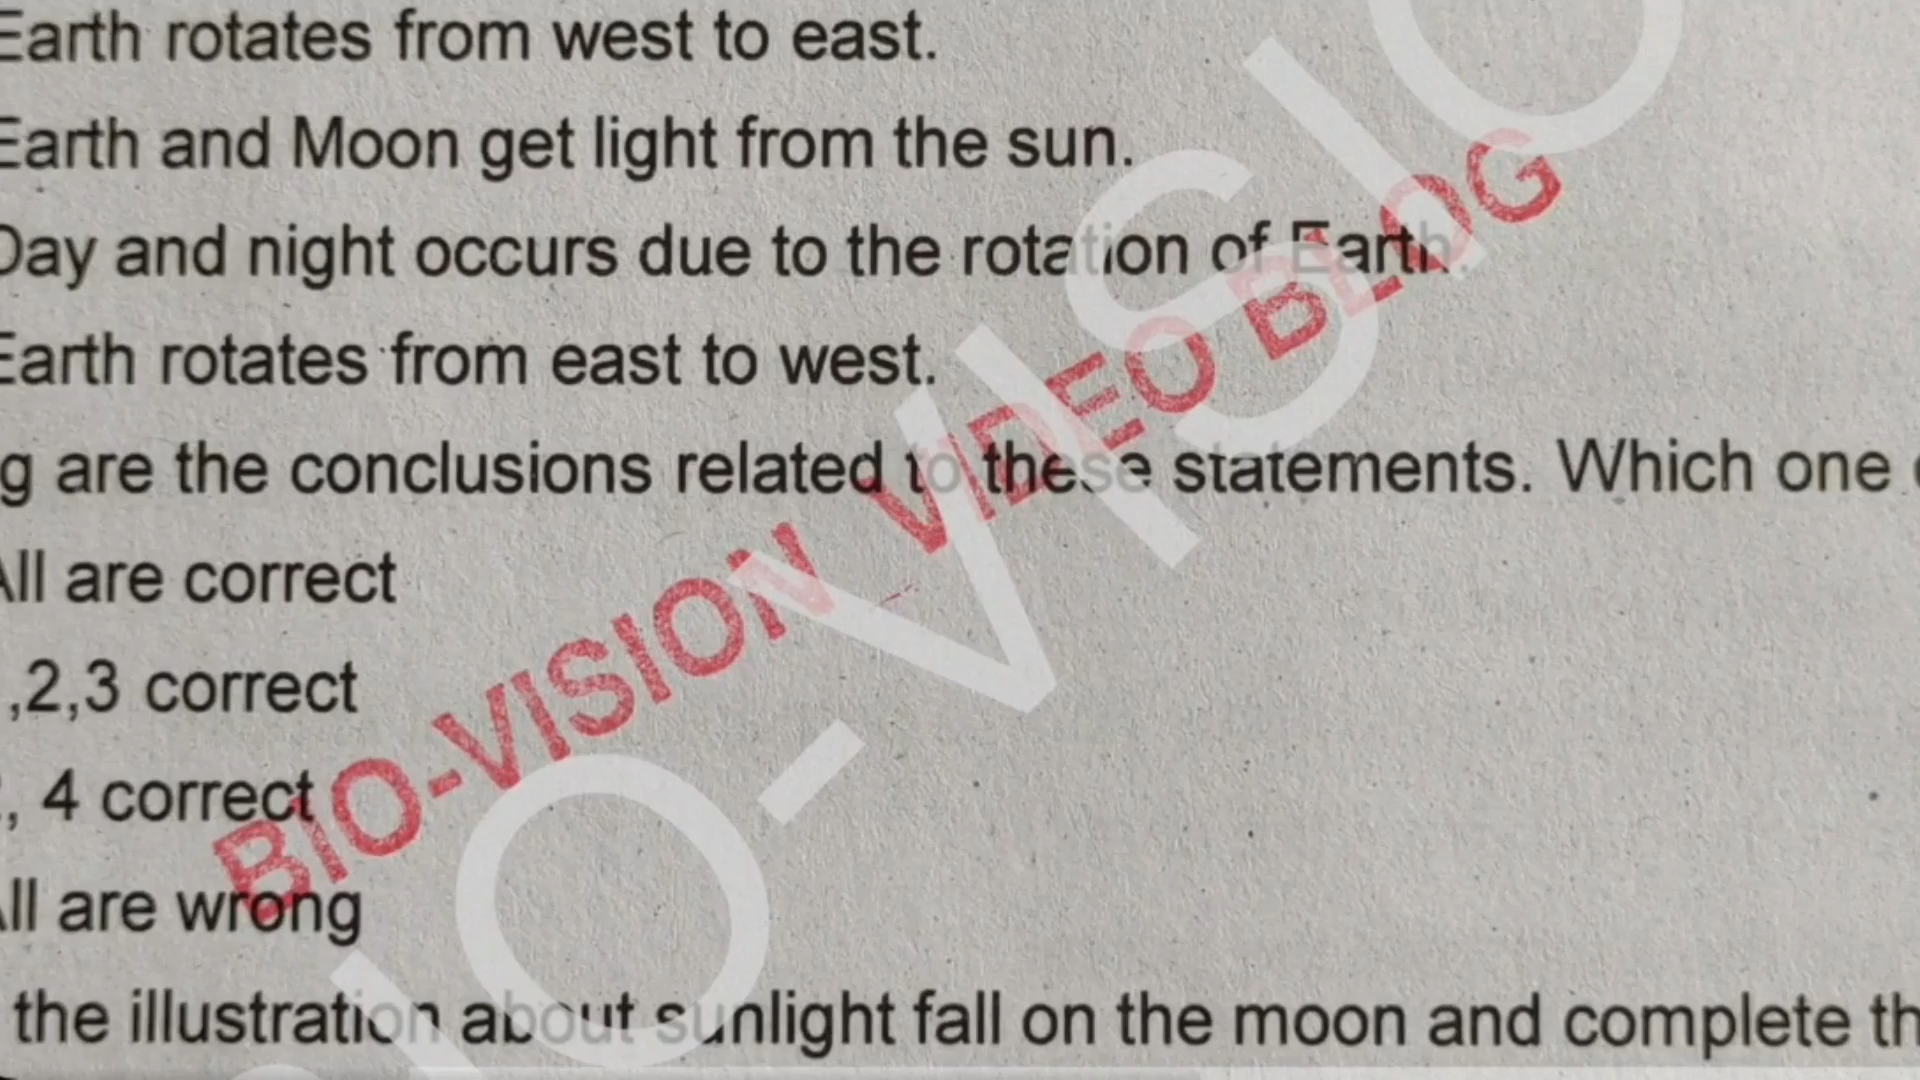 Earth rotates from west to east.
Earth and Moon get light from the sun.
Day and night occurs due to the rotation of Earth.
Earth rotates from east to west.
g are the conclusions related to these statements. Which one
All are correct
,2,3 correct
, 4 correct
All are wrong
the illustration about sunlight fall on the moon and complete th
BIO-VISION VIDEO BLOG
IO-VISIO